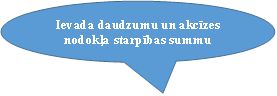 Ievada daudzumu un akcīzes
nodokļa starpības summu